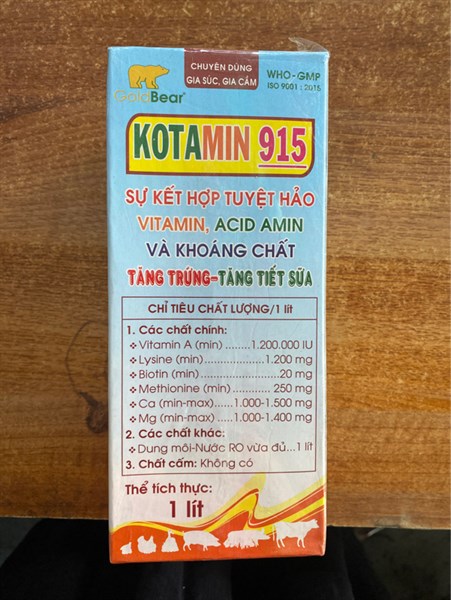 CHUYÊN DÙNG
GIA SÚC, GIA CẦM
WHO-GMP
ISO 9001 : 2015
GoldBear®
KOTAMIN 915
SỰ KẾT HỢP TUYỆT HẢO
VITAMIN, ACID AMIN
VÀ KHOÁNG CHẤT
TĂNG TRỨNG-TĂNG TIẾT SỮA
CHỈ TIÊU CHẤT LƯỢNG/1 lít
1. Các chất chính:
❖ Vitamin A (min) ........1.200.000 IU
❖ Lysine (min)..................1.200 mg
❖ Biotin (min) .......................20 mg
❖ Methionine (min) ...........250 mg
❖ Ca (min-max)......1.000-1.500 mg
❖ Mg (min-max) .....1.000-1.400 mg
2. Các chất khác:
❖ Dung môi-Nước RO vừa đủ...1 lít
3. Chất cấm: Không có
Thể tích thực:
1 lít